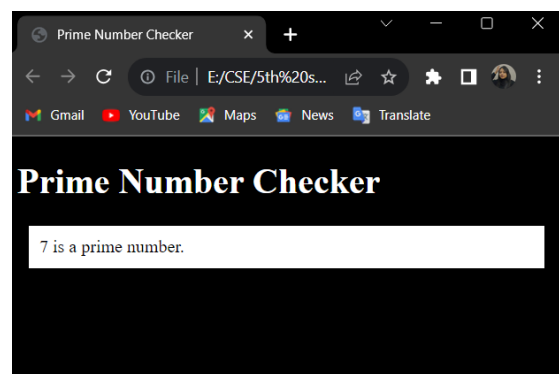 Prime Number Checker
File | E:/CSE/5th%20s...
Gmail YouTube Maps News Translate
Prime Number Checker
7 is a prime number.